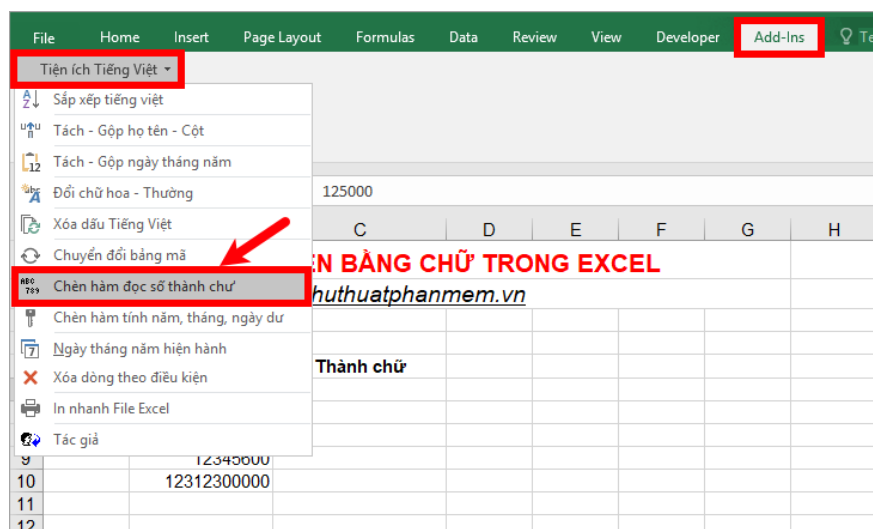 File Home Insert Page Layout Formulas Data Review View Developer Add-Ins
Tiện ích Tiếng Việt
Sắp xếp tiếng việt
Tách - Gộp họ tên - Cột
Tách - Gộp ngày tháng năm
Đổi chữ hoa - Thường
125000
Xóa dấu Tiếng Việt
C D E F G H
Chuyển đổi bảng mã
BẰNG CHỮ TRONG EXCEL
Chèn hàm đọc số thành chư
huthuatphanmem.vn
Chèn hàm tính năm, tháng, ngày dư
Ngày tháng năm hiện hành
Thành chữ
Xóa dòng theo điều kiện
In nhanh File Excel
Tác giả
9 12345600
10 12312300000
11
12